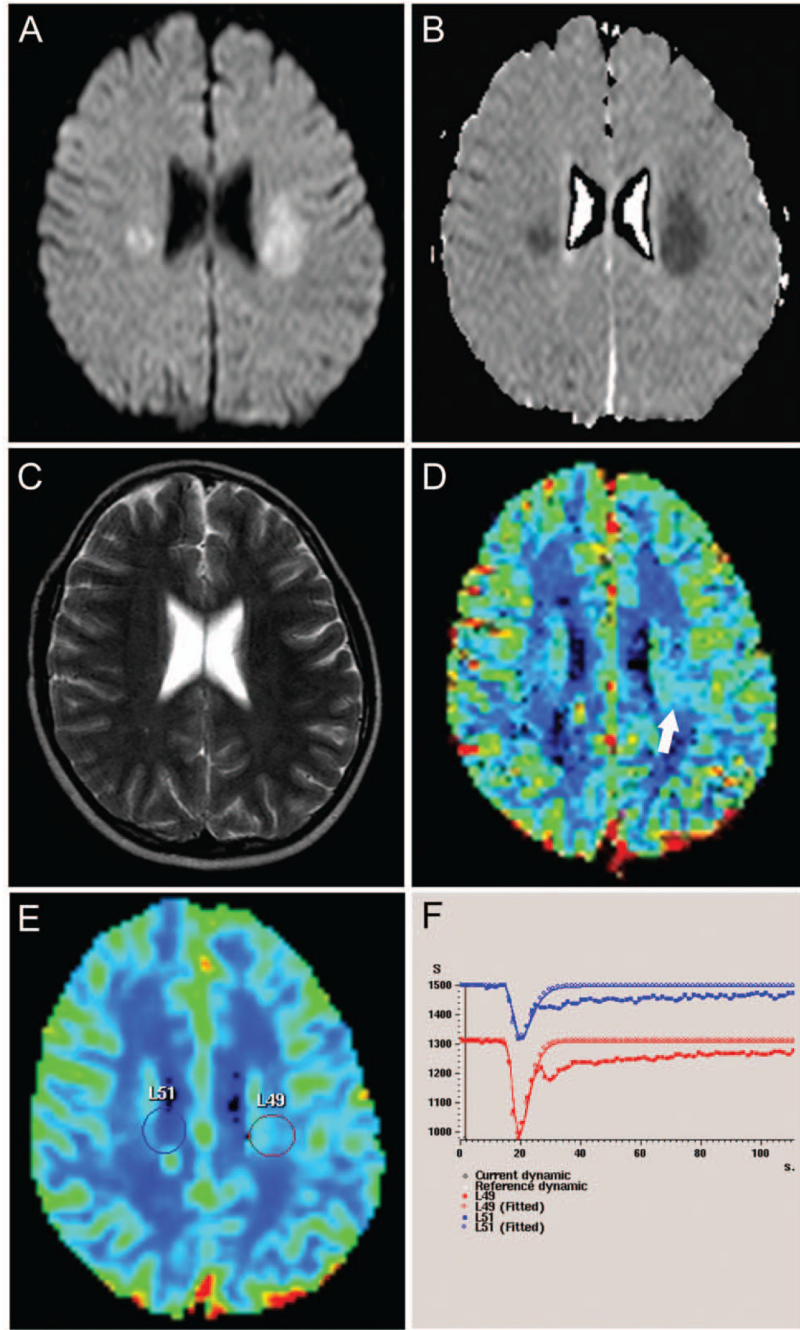 A
B
C
D
E
L51
L49
F
S
1500
1400
1300
1200
1100
1000
0 20 40 60 80 100
s.
Current dynamic
Reference dynamic
L49
L49 (Fitted)
L51
L51 (Fitted)